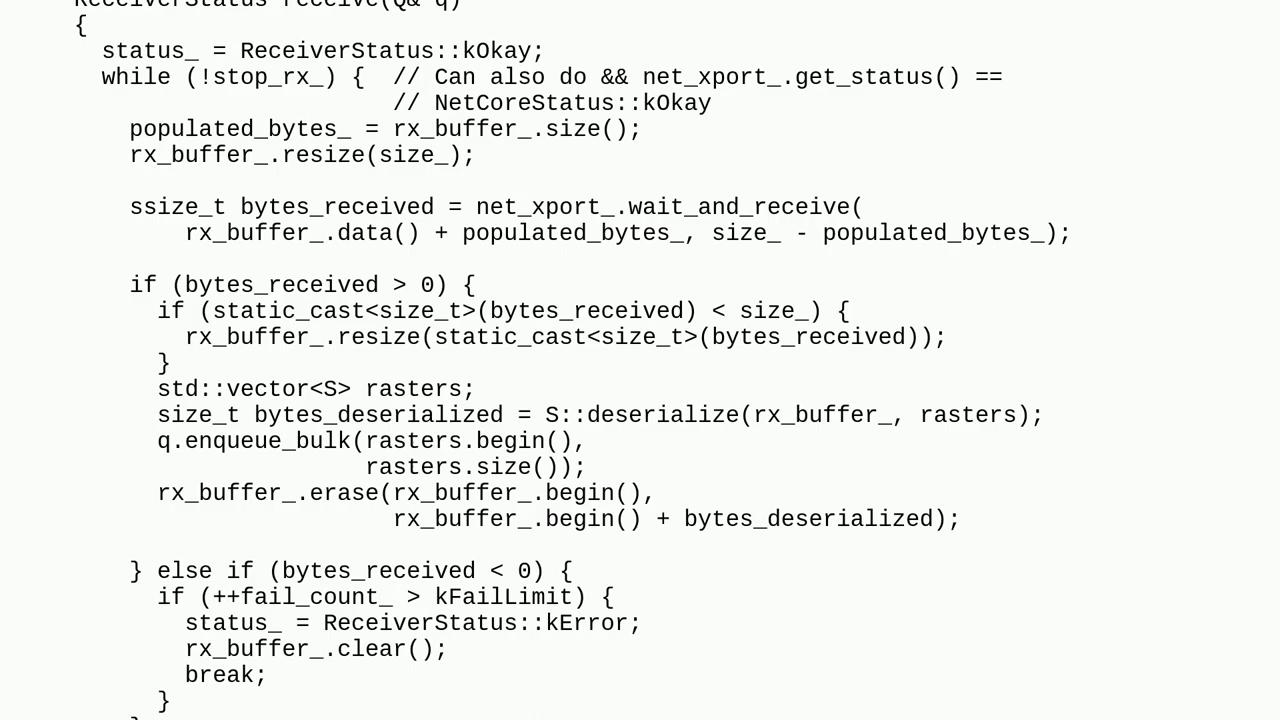 ReceiverStatus receive(Q& q)
{
status_ = ReceiverStatus::kOkay;
while (!stop_rx_) {  // Can also do && net_xport_.get_status() ==
// NetCoreStatus::kOkay
populated_bytes_ = rx_buffer_.size();
rx_buffer_.resize(size_);
ssize_t bytes_received = net_xport_.wait_and_receive(
rx_buffer_.data() + populated_bytes_, size_ - populated_bytes_);
if (bytes_received > 0) {
if (static_cast<size_t>(bytes_received) < size_) {
rx_buffer_.resize(static_cast<size_t>(bytes_received));
}
std::vector<S> rasters;
size_t bytes_deserialized = S::deserialize(rx_buffer_, rasters);
q.enqueue_bulk(rasters.begin(),
rasters.size());
rx_buffer_.erase(rx_buffer_.begin(),
rx_buffer_.begin() + bytes_deserialized);
} else if (bytes_received < 0) {
if (++fail_count_ > kFailLimit) {
status_ = ReceiverStatus::kError;
rx_buffer_.clear();
break;
}
}